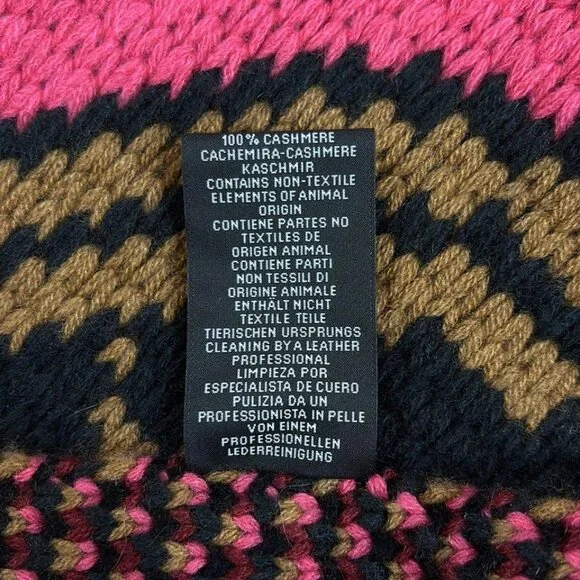 100% CASHMERE
CACHEMIRA-CASHMERE
KASCHMIR
CONTAINS NON-TEXTILE
ELEMENTS OF ANIMAL
ORIGIN
CONTIENE PARTES NO
TEXTILES DE
ORIGEN ANIMAL
CONTIENE PARTI
NON TESSILI DI
ORIGINE ANIMALE
ENTHÄLT NICHT
TEXTILE TEILE
TIERISCHEN URSPRUNGS
CLEANING BY A LEATHER
PROFESSIONAL
LIMPIEZA POR
ESPECIALISTA DE CUERO
PULIZIA DA UN
PROFESSIONISTA IN PELLE
VON EINEM
PROFESSIONELLEN
LEDERREINIGUNG